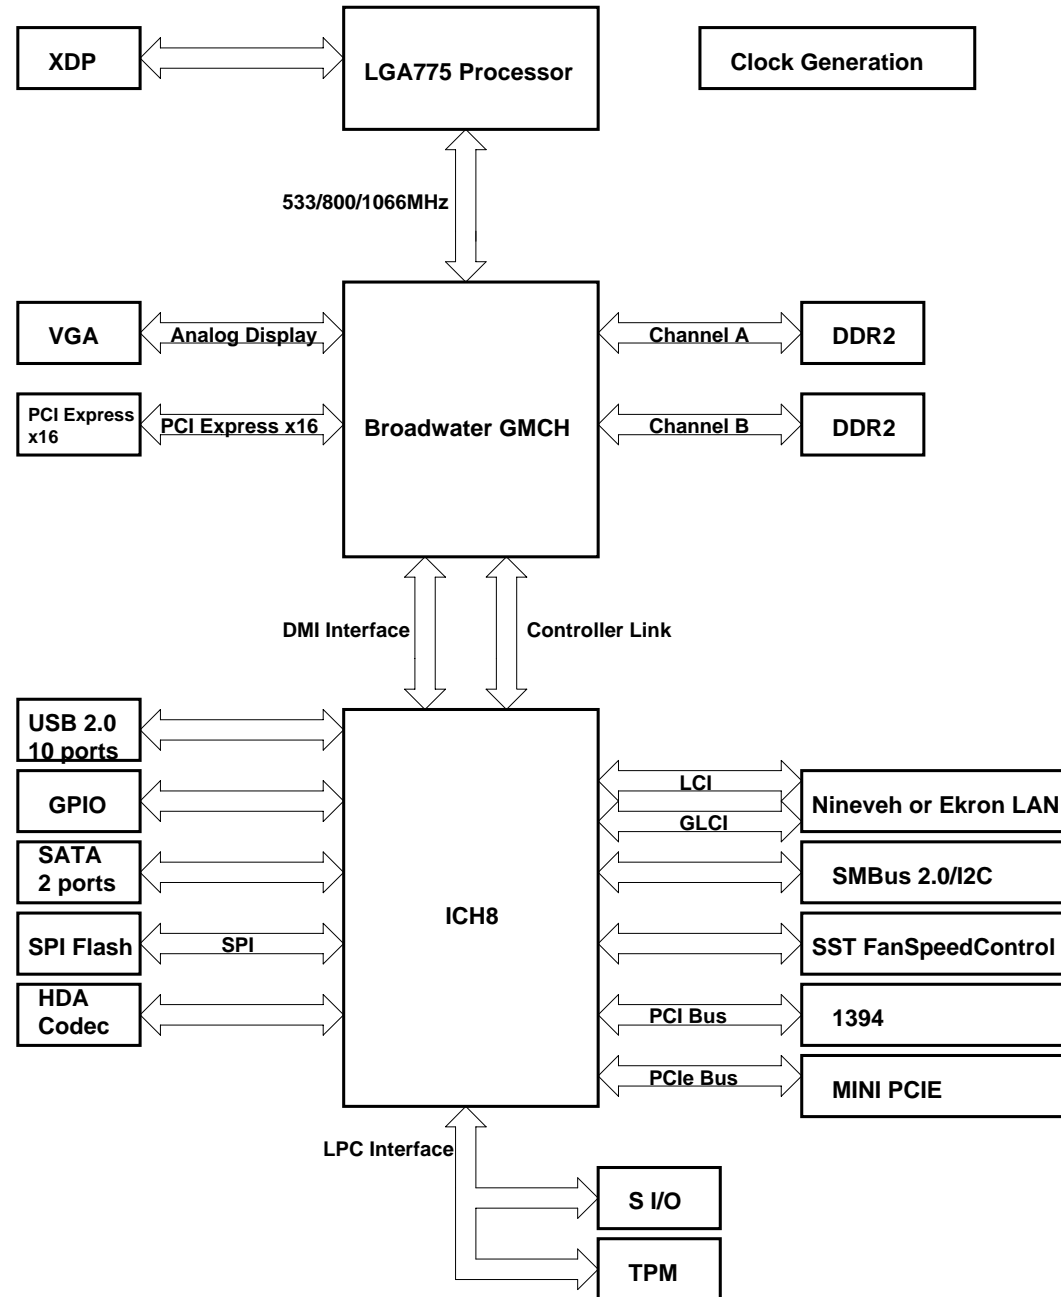 XDP
LGA775 Processor
Clock Generation
533/800/1066MHz
VGA
Analog Display
Channel A
DDR2
PCI Express
x16
PCI Express x16
Broadwater GMCH
Channel B
DDR2
DMI Interface
Controller Link
USB 2.0
10 ports
GPIO
SATA
2 ports
SPI Flash
SPI
HDA
Codec
ICH8
LCI
GLCI
Nineveh or Ekron LAN
SMBus 2.0/I2C
SST FanSpeedControl
PCI Bus
1394
PCIe Bus
MINI PCIE
LPC Interface
S I/O
TPM